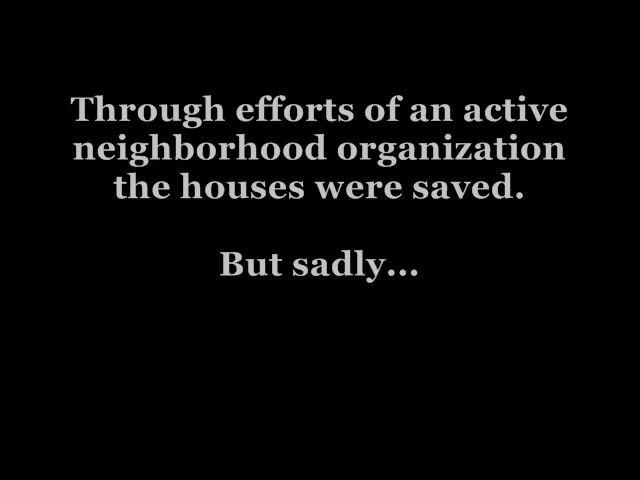 Through efforts of an active
neighborhood organization
the houses were saved.
But sadly...